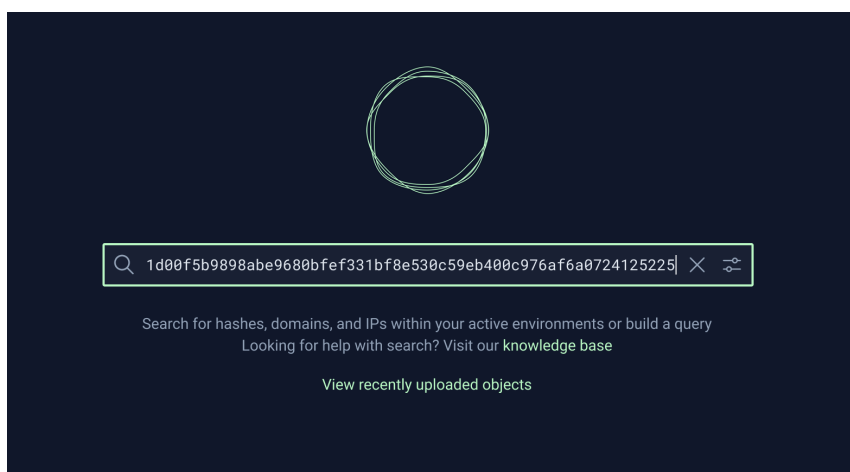 1d00f5b9898abe9680bfef331bf8e530c59eb400c976af6a0724125225
Search for hashes, domains, and IPs within your active environments or build a query
Looking for help with search? Visit our knowledge base
View recently uploaded objects